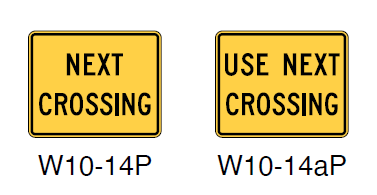 NEXT
CROSSING
USE NEXT
CROSSING
W10-14P
W10-14aP